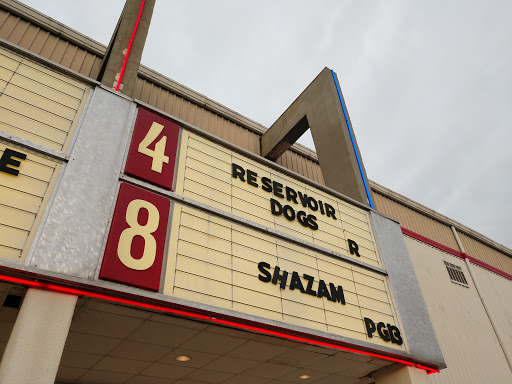 E
4
RESERVOIR
DOGS
R
8
SHAZAM
PG13